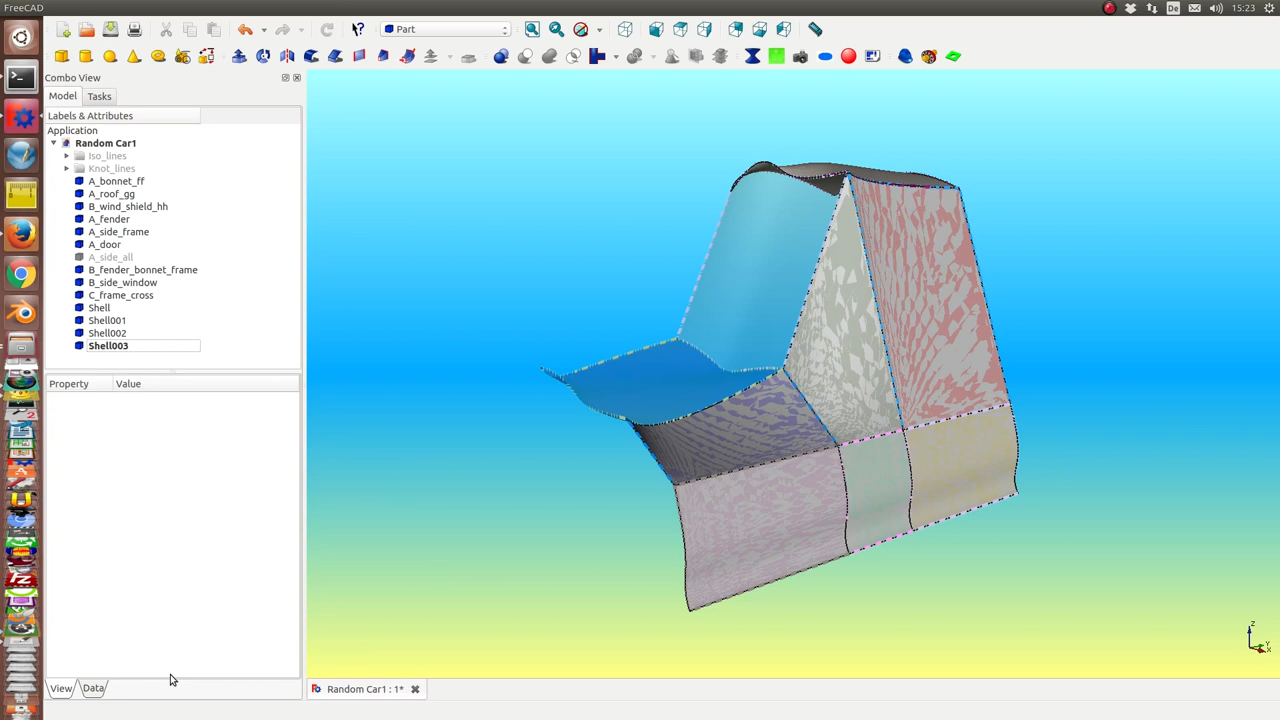 FreeCAD
De
15:23
Part
Combo View
Model
Tasks
Labels & Attributes
Application
Random Car1
Iso_lines
Knot_lines
A_bonnet_ff
A_roof_gg
B_wind_shield_hh
A_fender
A_side_frame
A_door
A_side_all
B_fender_bonnet_frame
B_side_window
C_frame_cross
Shell
Shell001
Shell002
Shell003
Property
Value
View
Data
Random Car1 : 1*
Z
Y
X